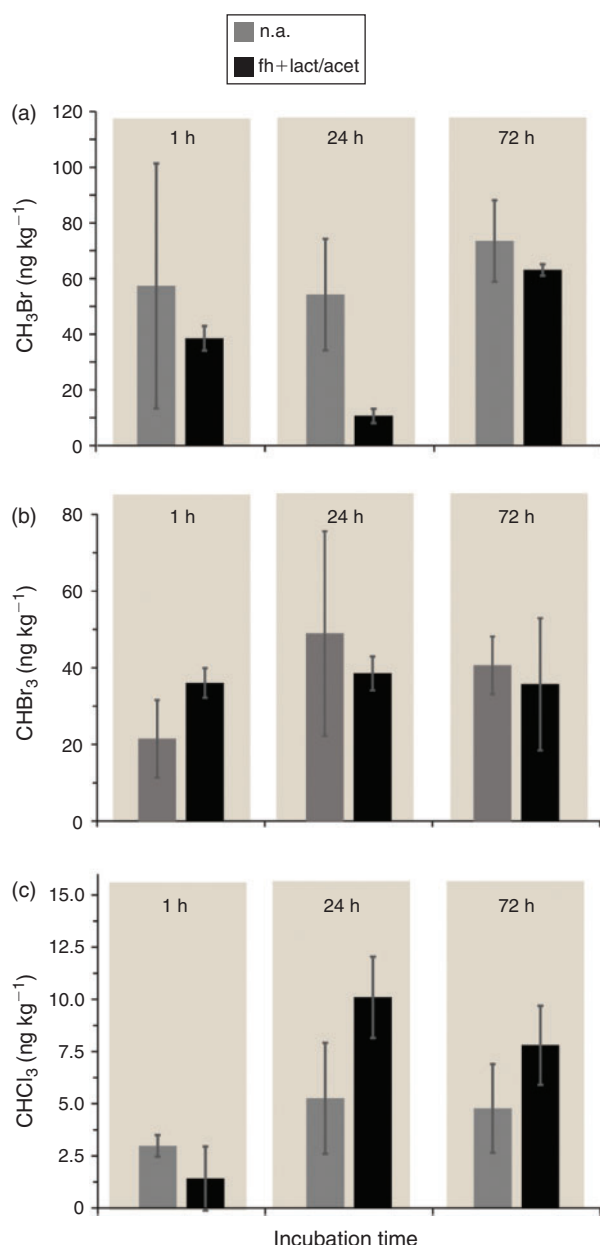 n.a.
fh+lact/acet
(a)
120
100
80
60
40
20
0
CH₃Br (ng kg⁻¹)
1 h
24 h
72 h
(b)
80
60
40
20
0
CHBr₃ (ng kg⁻¹)
1 h
24 h
72 h
(c)
15.0
12.5
10.0
7.5
5.0
2.5
0
CHCl₃ (ng kg⁻¹)
1 h
24 h
72 h
Incubation time